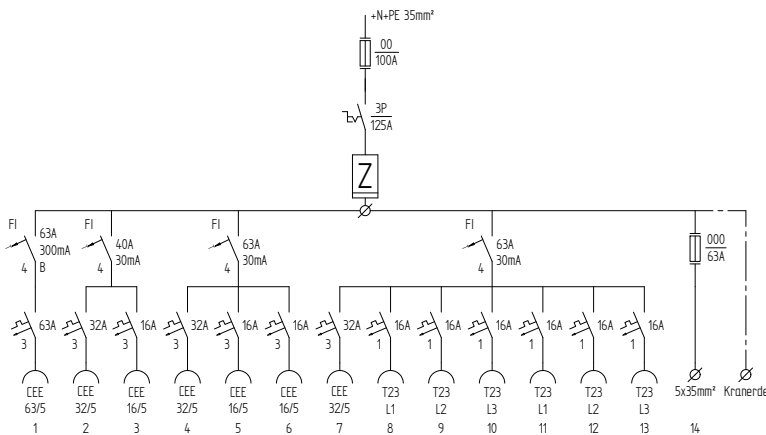 +N+PE 35mm²
00
100A
3P
125A
Z
FI 63A 300mA 4 B
FI 40A 30mA 4
FI 63A 30mA 4
FI 63A 30mA 4
000
63A
63A 32A 16A 32A 16A 16A 32A 16A 16A 16A 16A 16A 16A
3 3 3 3 3 3 1 1 1 1 1 1
CEE CEE CEE CEE CEE CEE CEE T23 T23 T23 T23 T23 T23 5x35mm² Kranerde
63/5 32/5 16/5 32/5 16/5 16/5 32/5 L1 L2 L3 L1 L2 L3
1 2 3 4 5 6 7 8 9 10 11 12 13 14